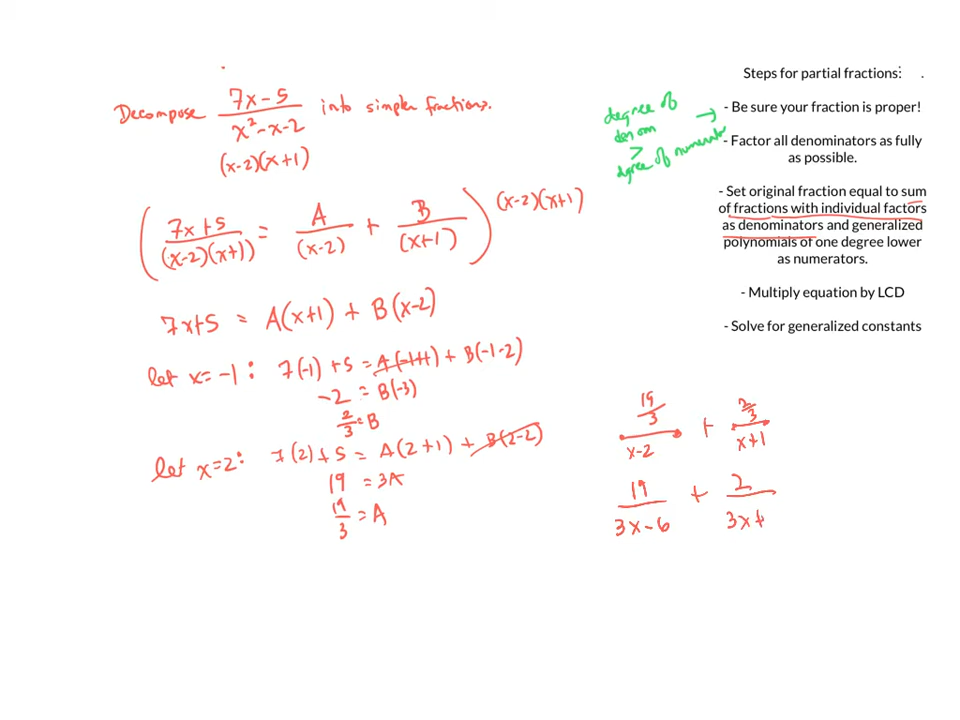 Decompose 7x-5 / x²-x-2 into simpler fractions.
(x-2)(x+1)
( 7x+5 / (x-2)(x+1) = A / (x-2) + B / (x+1) ) (x-2)(x+1)
7x+5 = A(x+1) + B(x-2)
let x=-1: 7(-1)+5 = A(-1+1) + B(-1-2)
-2 = B(-3)
2/3 = B
let x=2: 7(2)+5 = A(2+1) + B(2-2)
19 = 3A
19/3 = A
degree of
denom
>
degree of numerator
→
Steps for partial fractions:
- Be sure your fraction is proper!
- Factor all denominators as fully
as possible.
- Set original fraction equal to sum
of fractions with individual factors
as denominators and generalized
polynomials of one degree lower
as numerators.
- Multiply equation by LCD
- Solve for generalized constants
19/3 / x-2 + 2/3 / x+1
19 / 3x-6 + 2 / 3x+